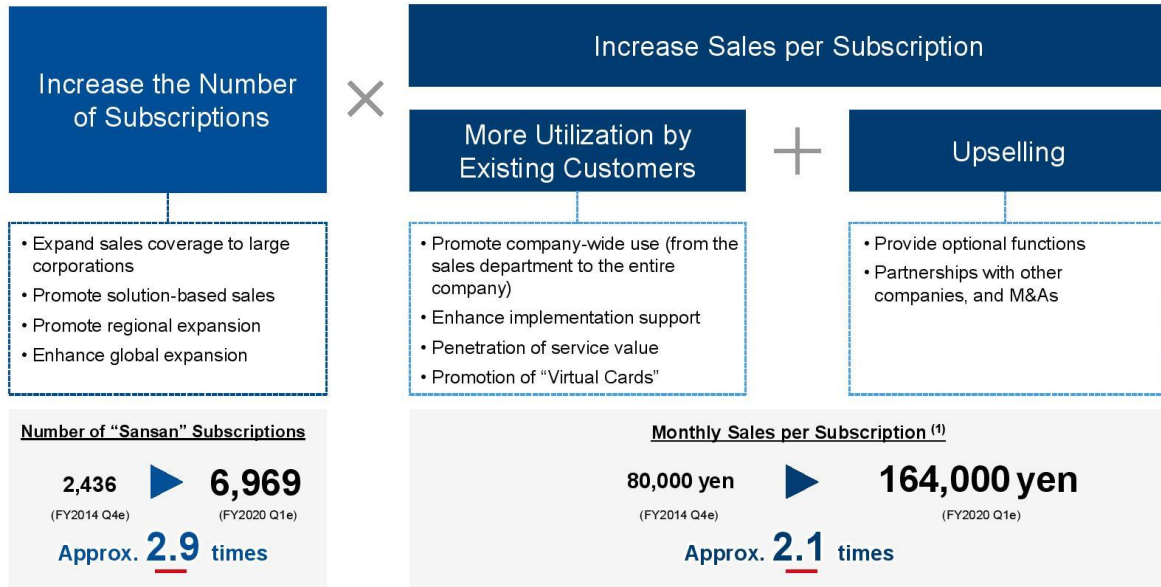 Increase the Number
of Subscriptions
×
Increase Sales per Subscription
More Utilization by
Existing Customers
+
Upselling
• Expand sales coverage to large
corporations
• Promote solution-based sales
• Promote regional expansion
• Enhance global expansion
• Promote company-wide use (from the
sales department to the entire
company)
• Enhance implementation support
• Penetration of service value
• Promotion of “Virtual Cards”
• Provide optional functions
• Partnerships with other
companies, and M&As
Number of “Sansan” Subscriptions
2,436 6,969
(FY2014 Q4e) (FY2020 Q1e)
Approx. 2.9 times
Monthly Sales per Subscription (1)
80,000 yen 164,000 yen
(FY2014 Q4e) (FY2020 Q1e)
Approx. 2.1 times